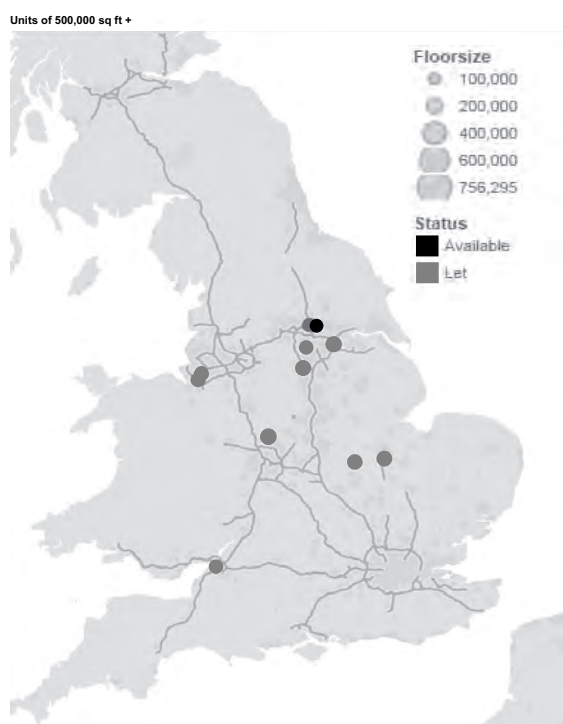 Units of 500,000 sq ft +
Floorsize
100,000
200,000
400,000
600,000
756,295
Status
Available
Let